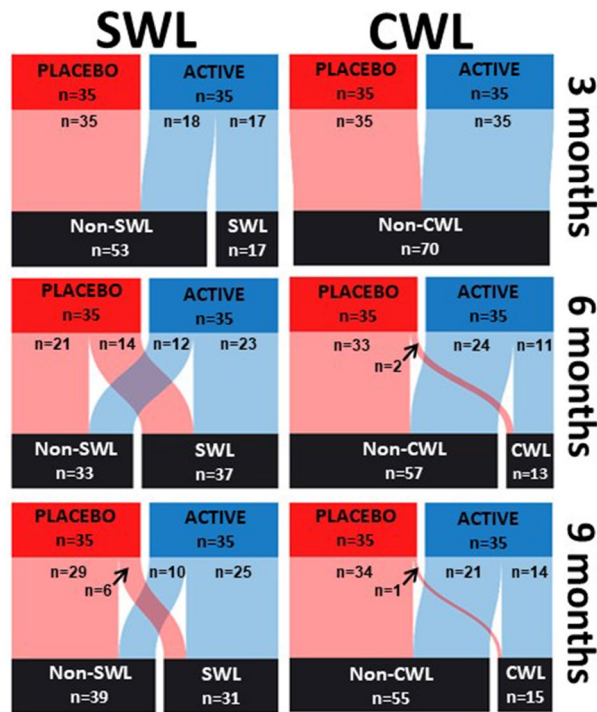 SWL CWL
PLACEBO ACTIVE PLACEBO ACTIVE
n=35 n=35 n=35 n=35
n=35 n=18 n=17 n=35 n=35
Non-SWL SWL Non-CWL
n=53 n=17 n=70
3 months
PLACEBO ACTIVE PLACEBO ACTIVE
n=35 n=35 n=35 n=35
n=21 n=14 n=12 n=23 n=33 n=24 n=11
n=2
Non-SWL SWL Non-CWL CWL
n=33 n=37 n=57 n=13
6 months
PLACEBO ACTIVE PLACEBO ACTIVE
n=35 n=35 n=35 n=35
n=29 n=10 n=25 n=34 n=21 n=14
n=6 n=1
Non-SWL SWL Non-CWL CWL
n=39 n=31 n=55 n=15
9 months